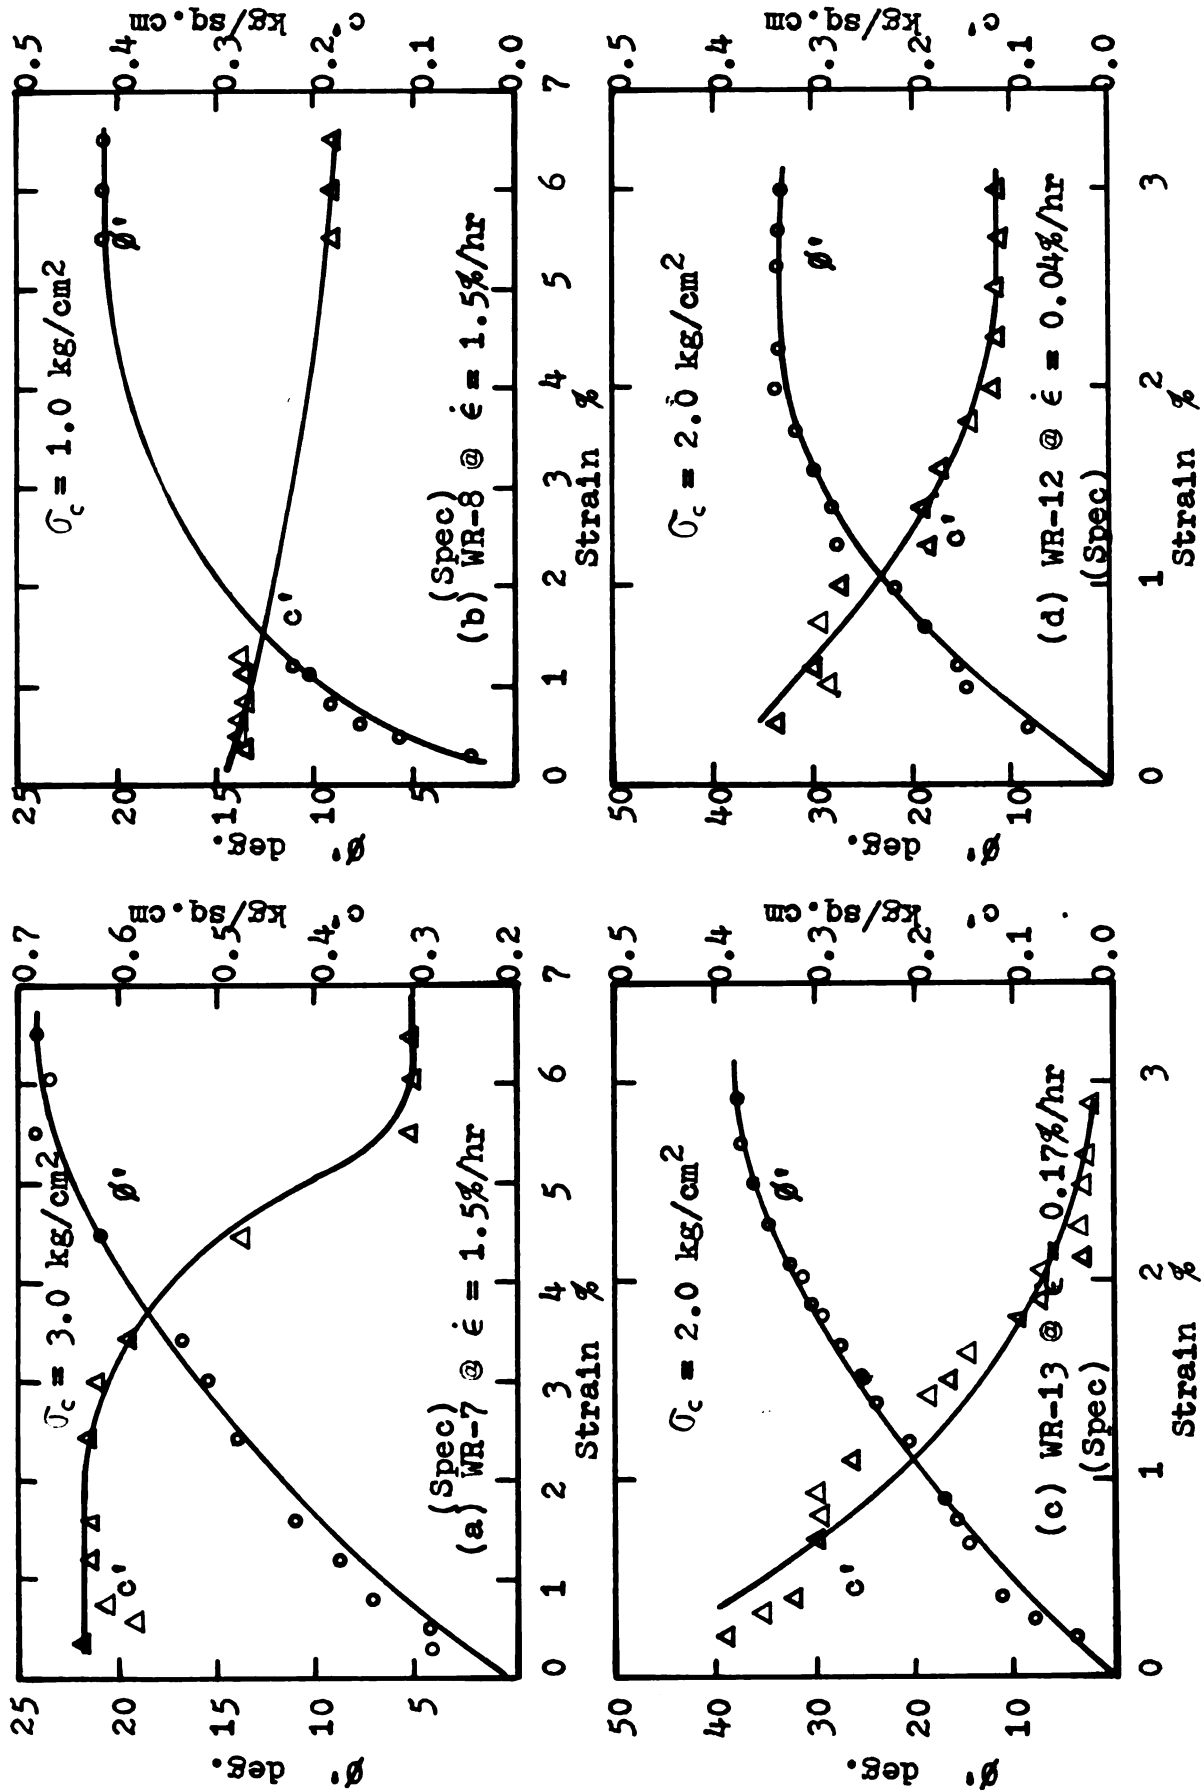 25
20
15
10
5
ø' deg.
0.7
0.6
0.5
0.4
0.3
0.2
c' kg/sq.cm
σc = 3.0 kg/cm2
ø'
c'
(Spec)
(a) WR-7 @ ε̇ = 1.5%/hr
0 1 2 3 4 5 6 7
Strain %
25
20
15
10
5
ø' deg.
0.5
0.4
0.3
0.2
0.1
0.0
c' kg/sq.cm
σc = 1.0 kg/cm2
ø'
c'
(Spec)
(b) WR-8 @ ε̇ = 1.5%/hr
0 1 2 3 4 5 6 7
Strain %
50
40
30
20
10
ø' deg.
0.5
0.4
0.3
0.2
0.1
0.0
c' kg/sq.cm
σc = 2.0 kg/cm2
ø'
c'
(c) WR-13 @ ε̇ = 0.17%/hr
(Spec)
0 1 2 3
Strain %
50
40
30
20
10
ø' deg.
0.5
0.4
0.3
0.2
0.1
0.0
c' kg/sq.cm
σc = 2.0 kg/cm2
ø'
c'
(d) WR-12 @ ε̇ = 0.04%/hr
(Spec)
0 1 2 3
Strain %